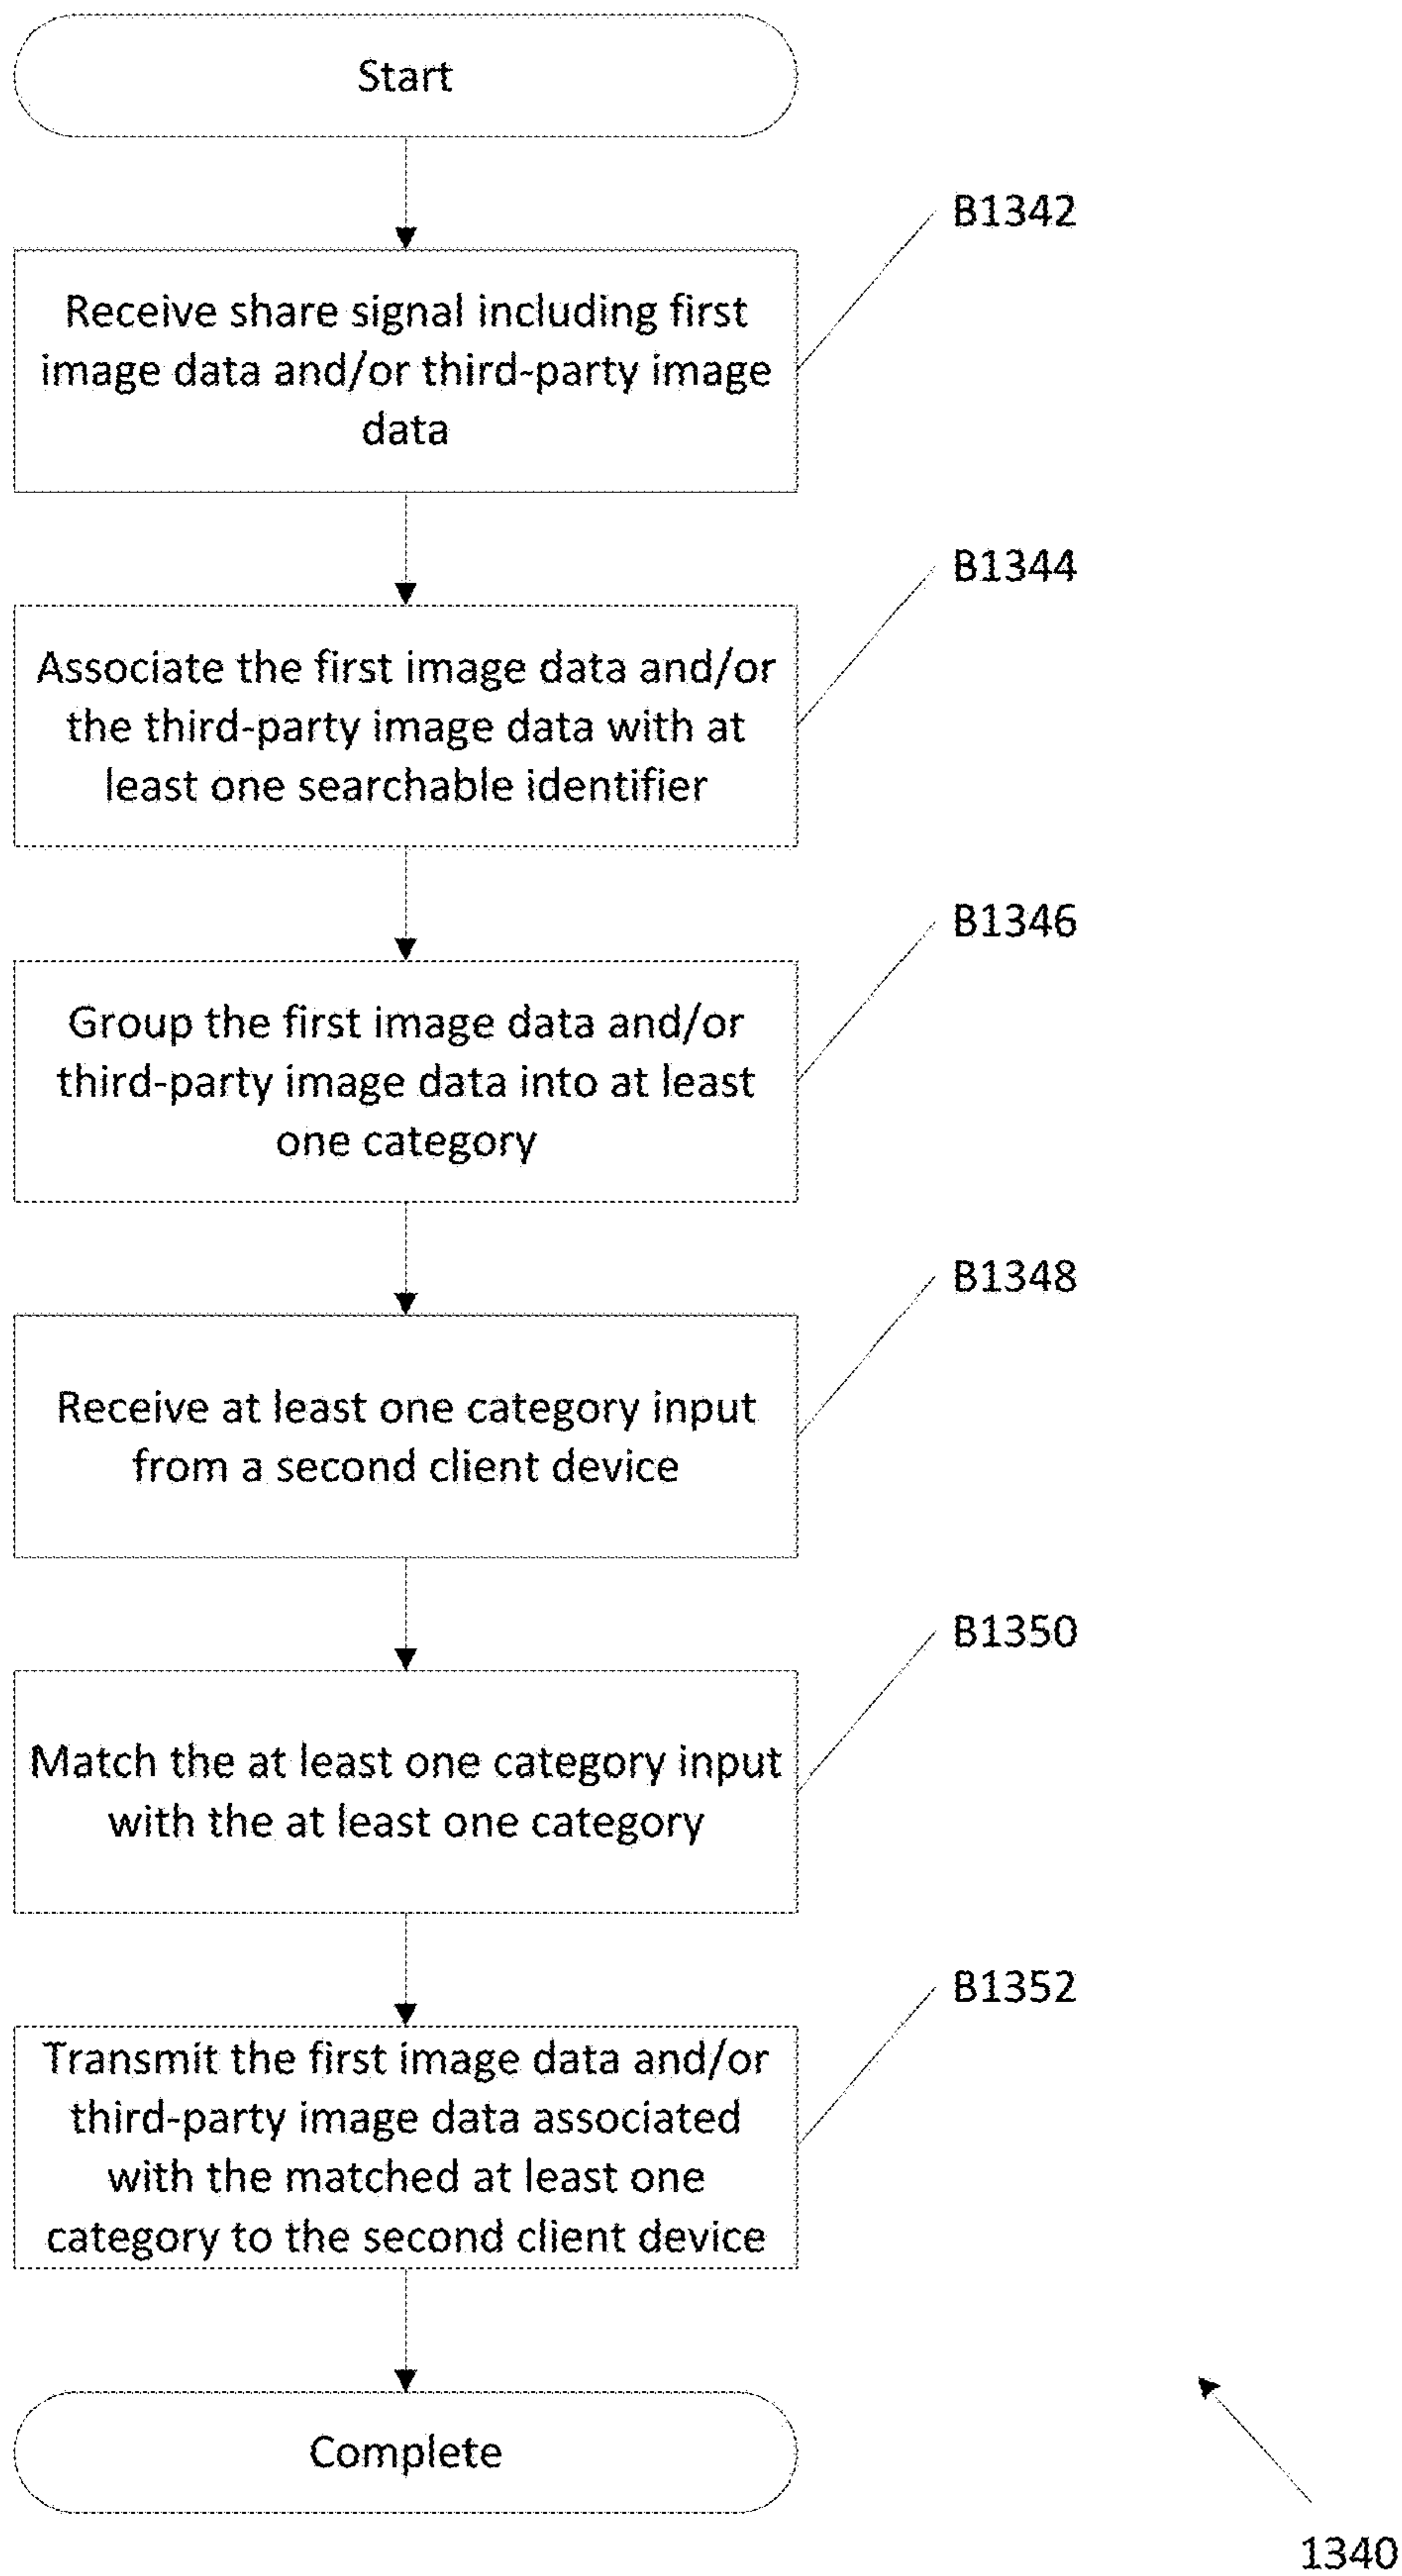 Start
B1342
Receive share signal including first
image data and/or third-party image
data
B1344
Associate the first image data and/or
the third-party image data with at
least one searchable identifier
B1346
Group the first image data and/or
third-party image data into at least
one category
B1348
Receive at least one category input
from a second client device
B1350
Match the at least one category input
with the at least one category
B1352
Transmit the first image data and/or
third-party image data associated
with the matched at least one
category to the second client device
Complete
1340